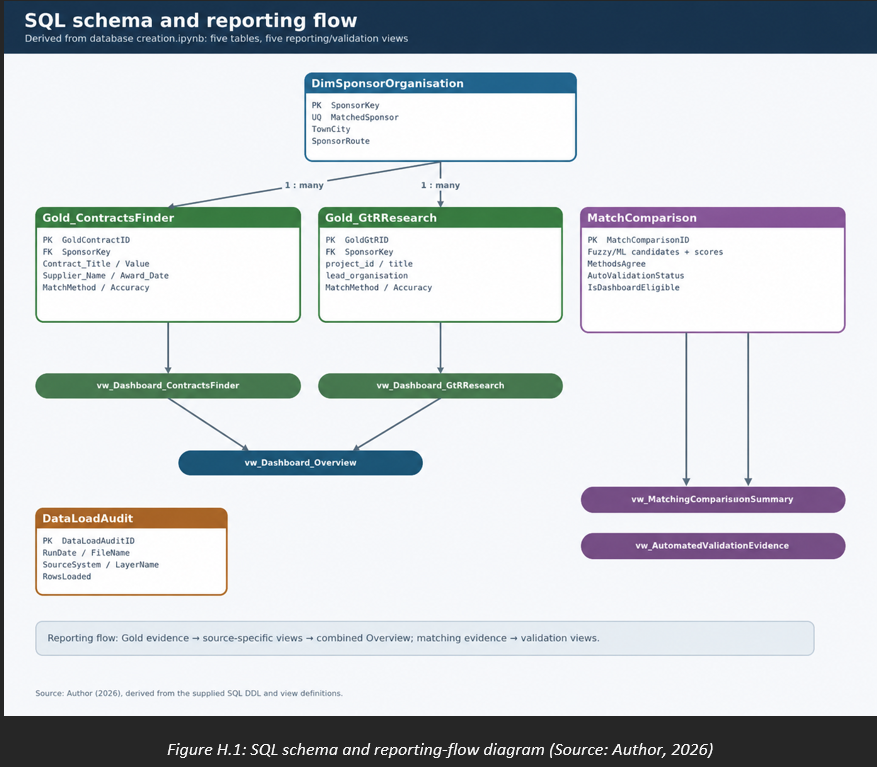 SQL schema and reporting flow
Derived from database creation.ipynb: five tables, five reporting/validation views
DimSponsorOrganisation
PK SponsorKey
UQ MatchedSponsor
TownCity
SponsorRoute
1 : many
1 : many
Gold_ContractsFinder
PK GoldContractID
FK SponsorKey
Contract_Title / Value
Supplier_Name / Award_Date
MatchMethod / Accuracy
Gold_GtRResearch
PK GoldGtRID
FK SponsorKey
project_id / title
lead_organisation
MatchMethod / Accuracy
MatchComparison
PK MatchComparisonID
Fuzzy/ML candidates + scores
MethodsAgree
AutoValidationStatus
IsDashboardEligible
vw_Dashboard_ContractsFinder
vw_Dashboard_GtRResearch
vw_Dashboard_Overview
vw_MatchingComparisonSummary
vw_AutomatedValidationEvidence
DataLoadAudit
PK DataLoadAuditID
RunDate / FileName
SourceSystem / LayerName
RowsLoaded
Reporting flow: Gold evidence → source-specific views → combined Overview; matching evidence → validation views.
Source: Author (2026), derived from the supplied SQL DDL and view definitions.
Figure H.1: SQL schema and reporting-flow diagram (Source: Author, 2026)